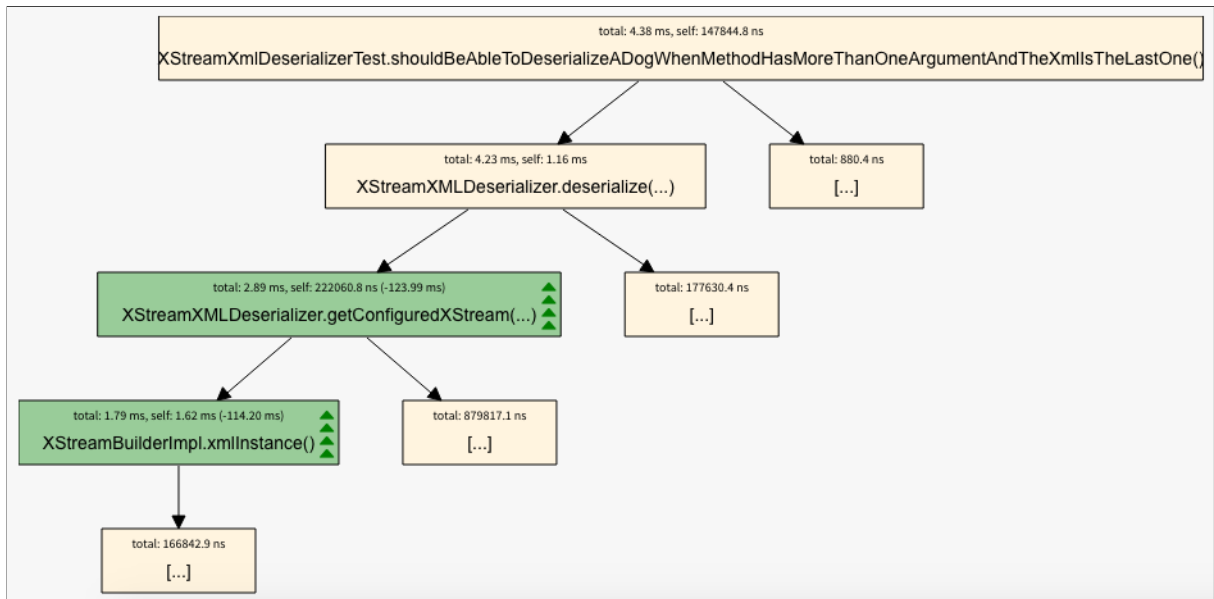 total: 4.38 ms, self: 147844.8 ns
XStreamXmlDeserializerTest.shouldBeAbleToDeserializeADogWhenMethodHasMoreThanOneArgumentAndTheXmlIsTheLastOne()
total: 4.23 ms, self: 1.16 ms
XStreamXMLDeserializer.deserialize(...)
total: 880.4 ns
[...]
total: 2.89 ms, self: 222060.8 ns (-123.99 ms)
XStreamXMLDeserializer.getConfiguredXStream(...)
total: 177630.4 ns
[...]
total: 1.79 ms, self: 1.62 ms (-114.20 ms)
XStreamBuilderImpl.xmlInstance()
total: 879817.1 ns
[...]
total: 166842.9 ns
[...]